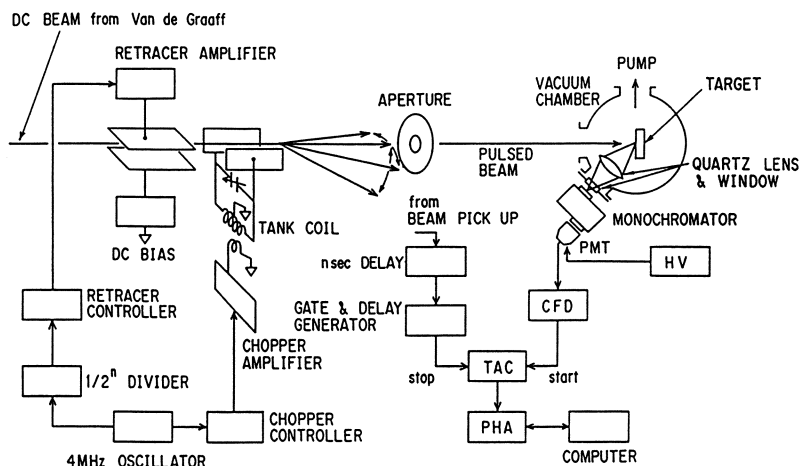 DC BEAM from Van de Graaff
RETRACER AMPLIFIER
PUMP
VACUUM
CHAMBER
TARGET
APERTURE
PULSED
BEAM
QUARTZ LENS
& WINDOW
MONOCHROMATOR
from
BEAM PICK UP
TANK COIL
DC BIAS
PMT
HV
nsec DELAY
RETRACER
CONTROLLER
GATE & DELAY
GENERATOR
CFD
CHOPPER
AMPLIFIER
stop
TAC
start
1/2ⁿ DIVIDER
CHOPPER
CONTROLLER
PHA
4MHz OSCILLATOR
COMPUTER